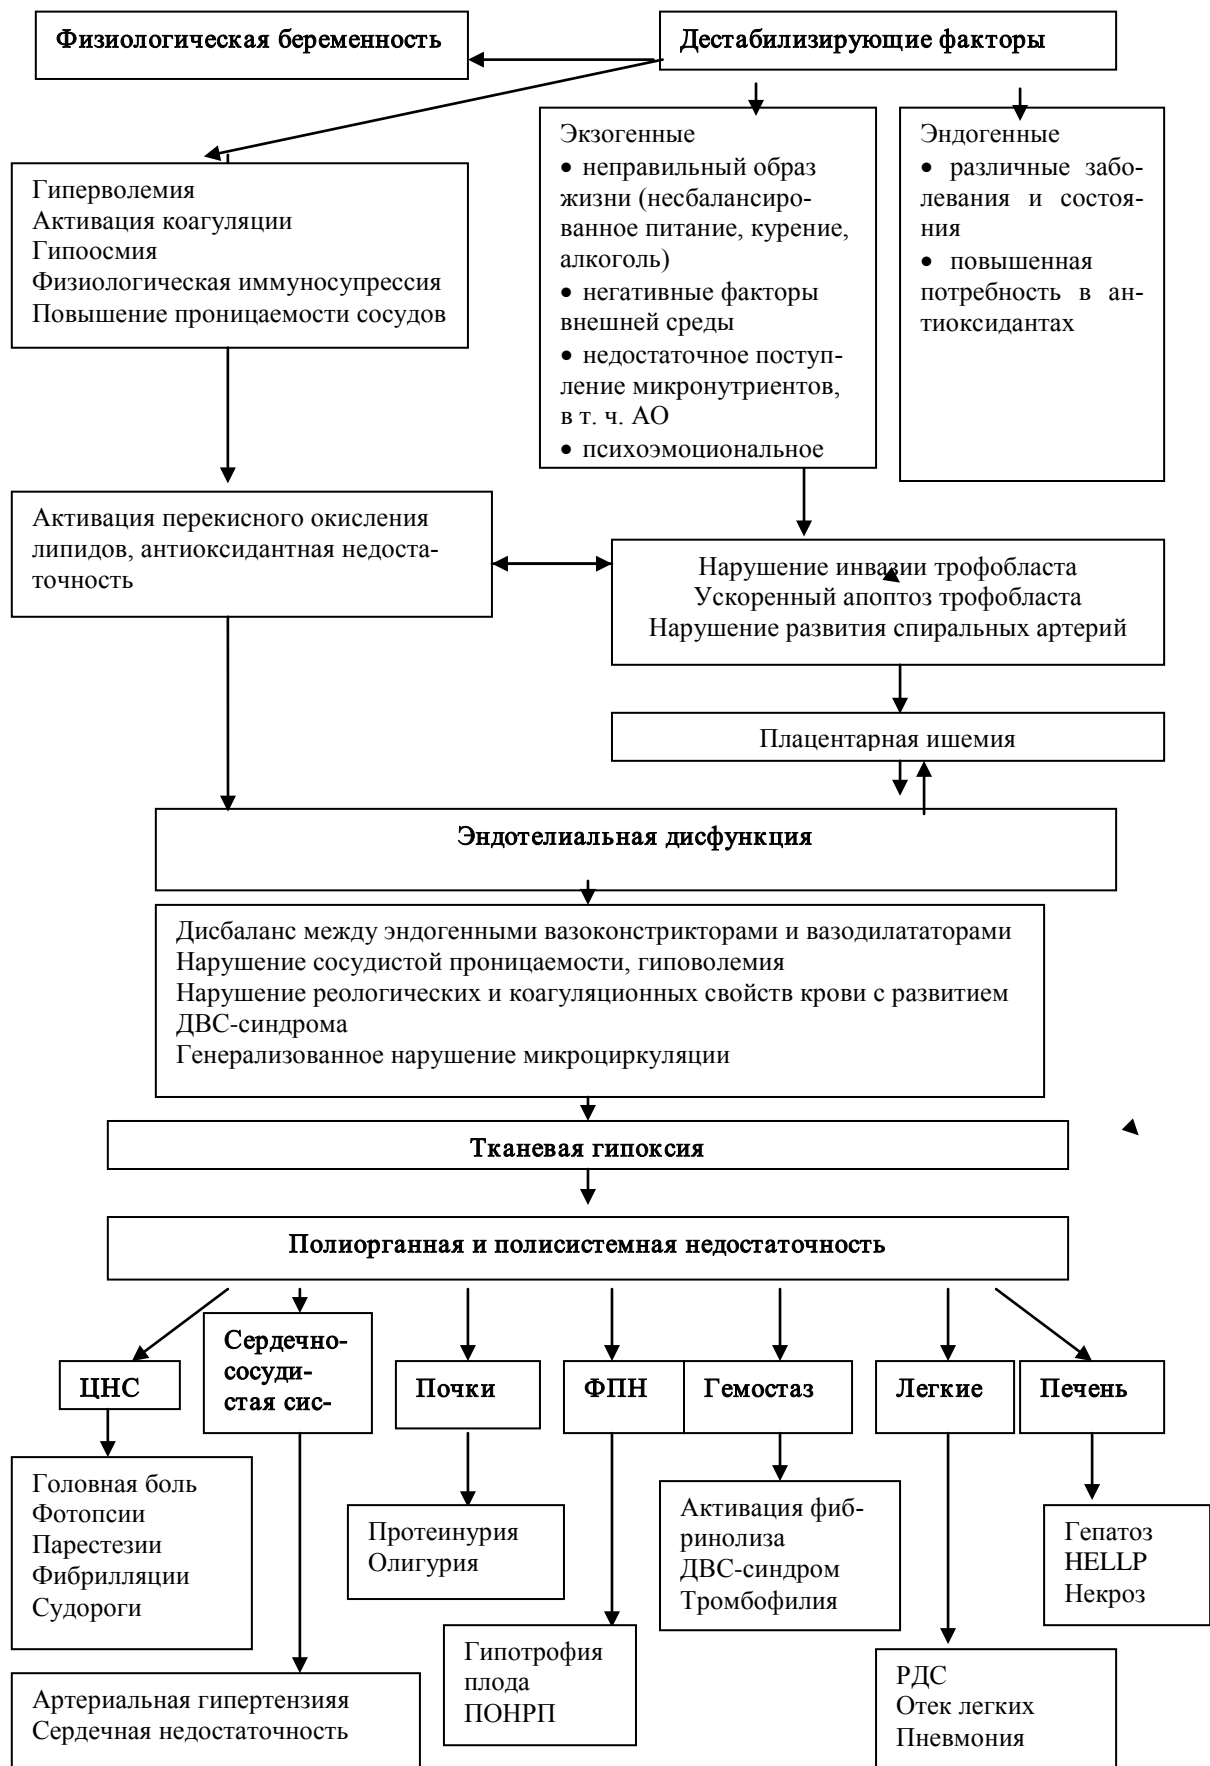 Физиологическая беременность
Дестабилизирующие факторы
Экзогенные
• неправильный образ
жизни (несбалансиро-
ванное питание, курение,
алкоголь)
• негативные факторы
внешней среды
• недостаточное поступ-
ление микронутриентов,
в т. ч. АО
• психоэмоциональное
Эндогенные
• различные забо-
левания и состоя-
ния
• повышенная
потребность в ан-
тиоксидантах
Гиперволемия
Активация коагуляции
Гипоосмия
Физиологическая иммуносупрессия
Повышение проницаемости сосудов
Активация перекисного окисления
липидов, антиоксидантная недоста-
точность
Нарушение инвазии трофобласта
Ускоренный апоптоз трофобласта
Нарушение развития спиральных артерий
Плацентарная ишемия
Эндотелиальная дисфункция
Дисбаланс между эндогенными вазоконстрикторами и вазодилататорами
Нарушение сосудистой проницаемости, гиповолемия
Нарушение реологических и коагуляционных свойств крови с развитием
ДВС-синдрома
Генерализованное нарушение микроциркуляции
Тканевая гипоксия
Полиорганная и полисистемная недостаточность
ЦНС
Сердечно-
сосуди-
стая сис-
Почки
ФПН
Гемостаз
Легкие
Печень
Головная боль
Фотопсии
Парестезии
Фибрилляции
Судороги
Артериальная гипертензияя
Сердечная недостаточность
Протеинурия
Олигурия
Гипотрофия
плода
ПОНРП
Активация фиб-
ринолиза
ДВС-синдром
Тромбофилия
РДС
Отек легких
Пневмония
Гепатоз
HELLP
Некроз